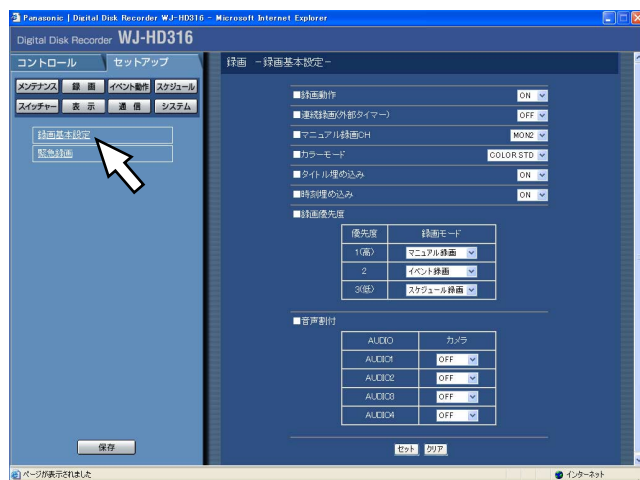 Panasonic | Digital Disk Recorder WJ-HD316 - Microsoft Internet Explorer
Digital Disk Recorder WJ-HD316
コントロール セットアップ
録画 －録画基本設定－
メンテナンス 録 画 イベント動作 スケジュール
スイッチャー 表 示 通 信 システム
録画基本設定
緊急録画
■録画動作 ON
■連続録画(外部タイマー) OFF
■マニュアル録画CH MON2
■カラーモード COLOR STD
■タイトル埋め込み ON
■時刻埋め込み ON
■録画優先度
優先度 録画モード
1(高) マニュアル録画
2 イベント録画
3(低) スケジュール録画
■音声割付
AUDIO カメラ
AUDIO1 OFF
AUDIO2 OFF
AUDIO3 OFF
AUDIO4 OFF
セット クリア
保存
ページが表示されました インターネット